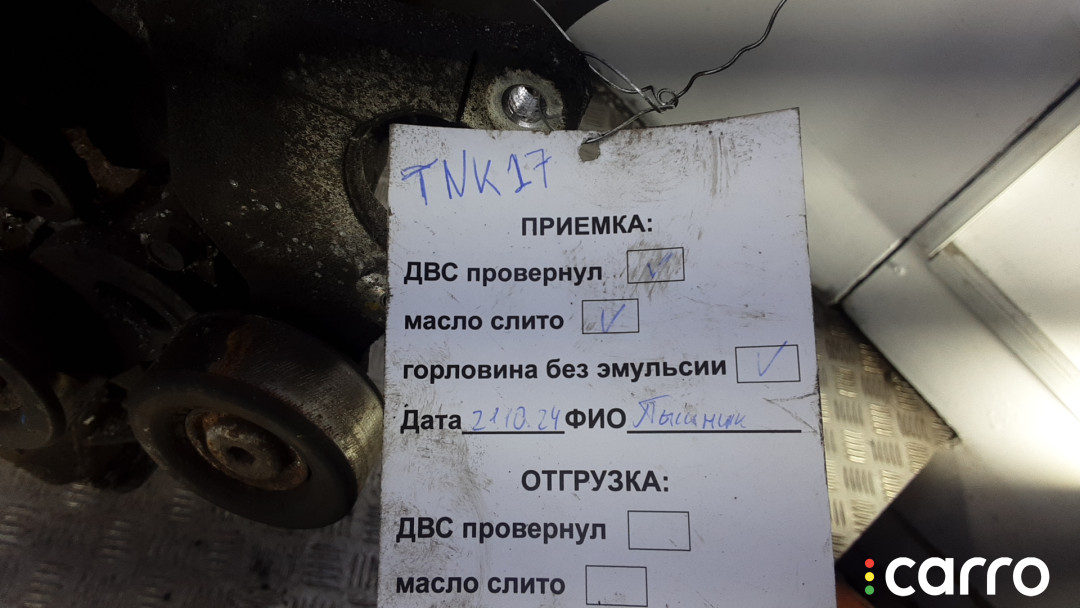 TNK17
ПРИЕМКА:
ДВС провернул
масло слито
горловина без эмульсии
Дата 21.10.24 ФИО
ОТГРУЗКА:
ДВС провернул
масло слито
carro